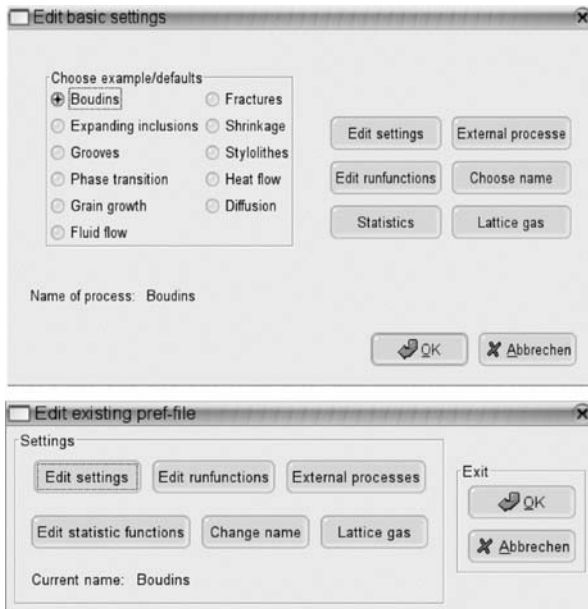 Edit basic settings
Choose example/defaults
Boudins Fractures
Expanding inclusions Shrinkage
Grooves Stylolithes
Phase transition Heat flow
Grain growth Diffusion
Fluid flow
Edit settings External processe
Edit runfunctions Choose name
Statistics Lattice gas
Name of process: Boudins
OK Abbrechen
Edit existing pref-file
Settings
Edit settings Edit runfunctions External processes
Edit statistic functions Change name Lattice gas
Current name: Boudins
Exit
OK
Abbrechen